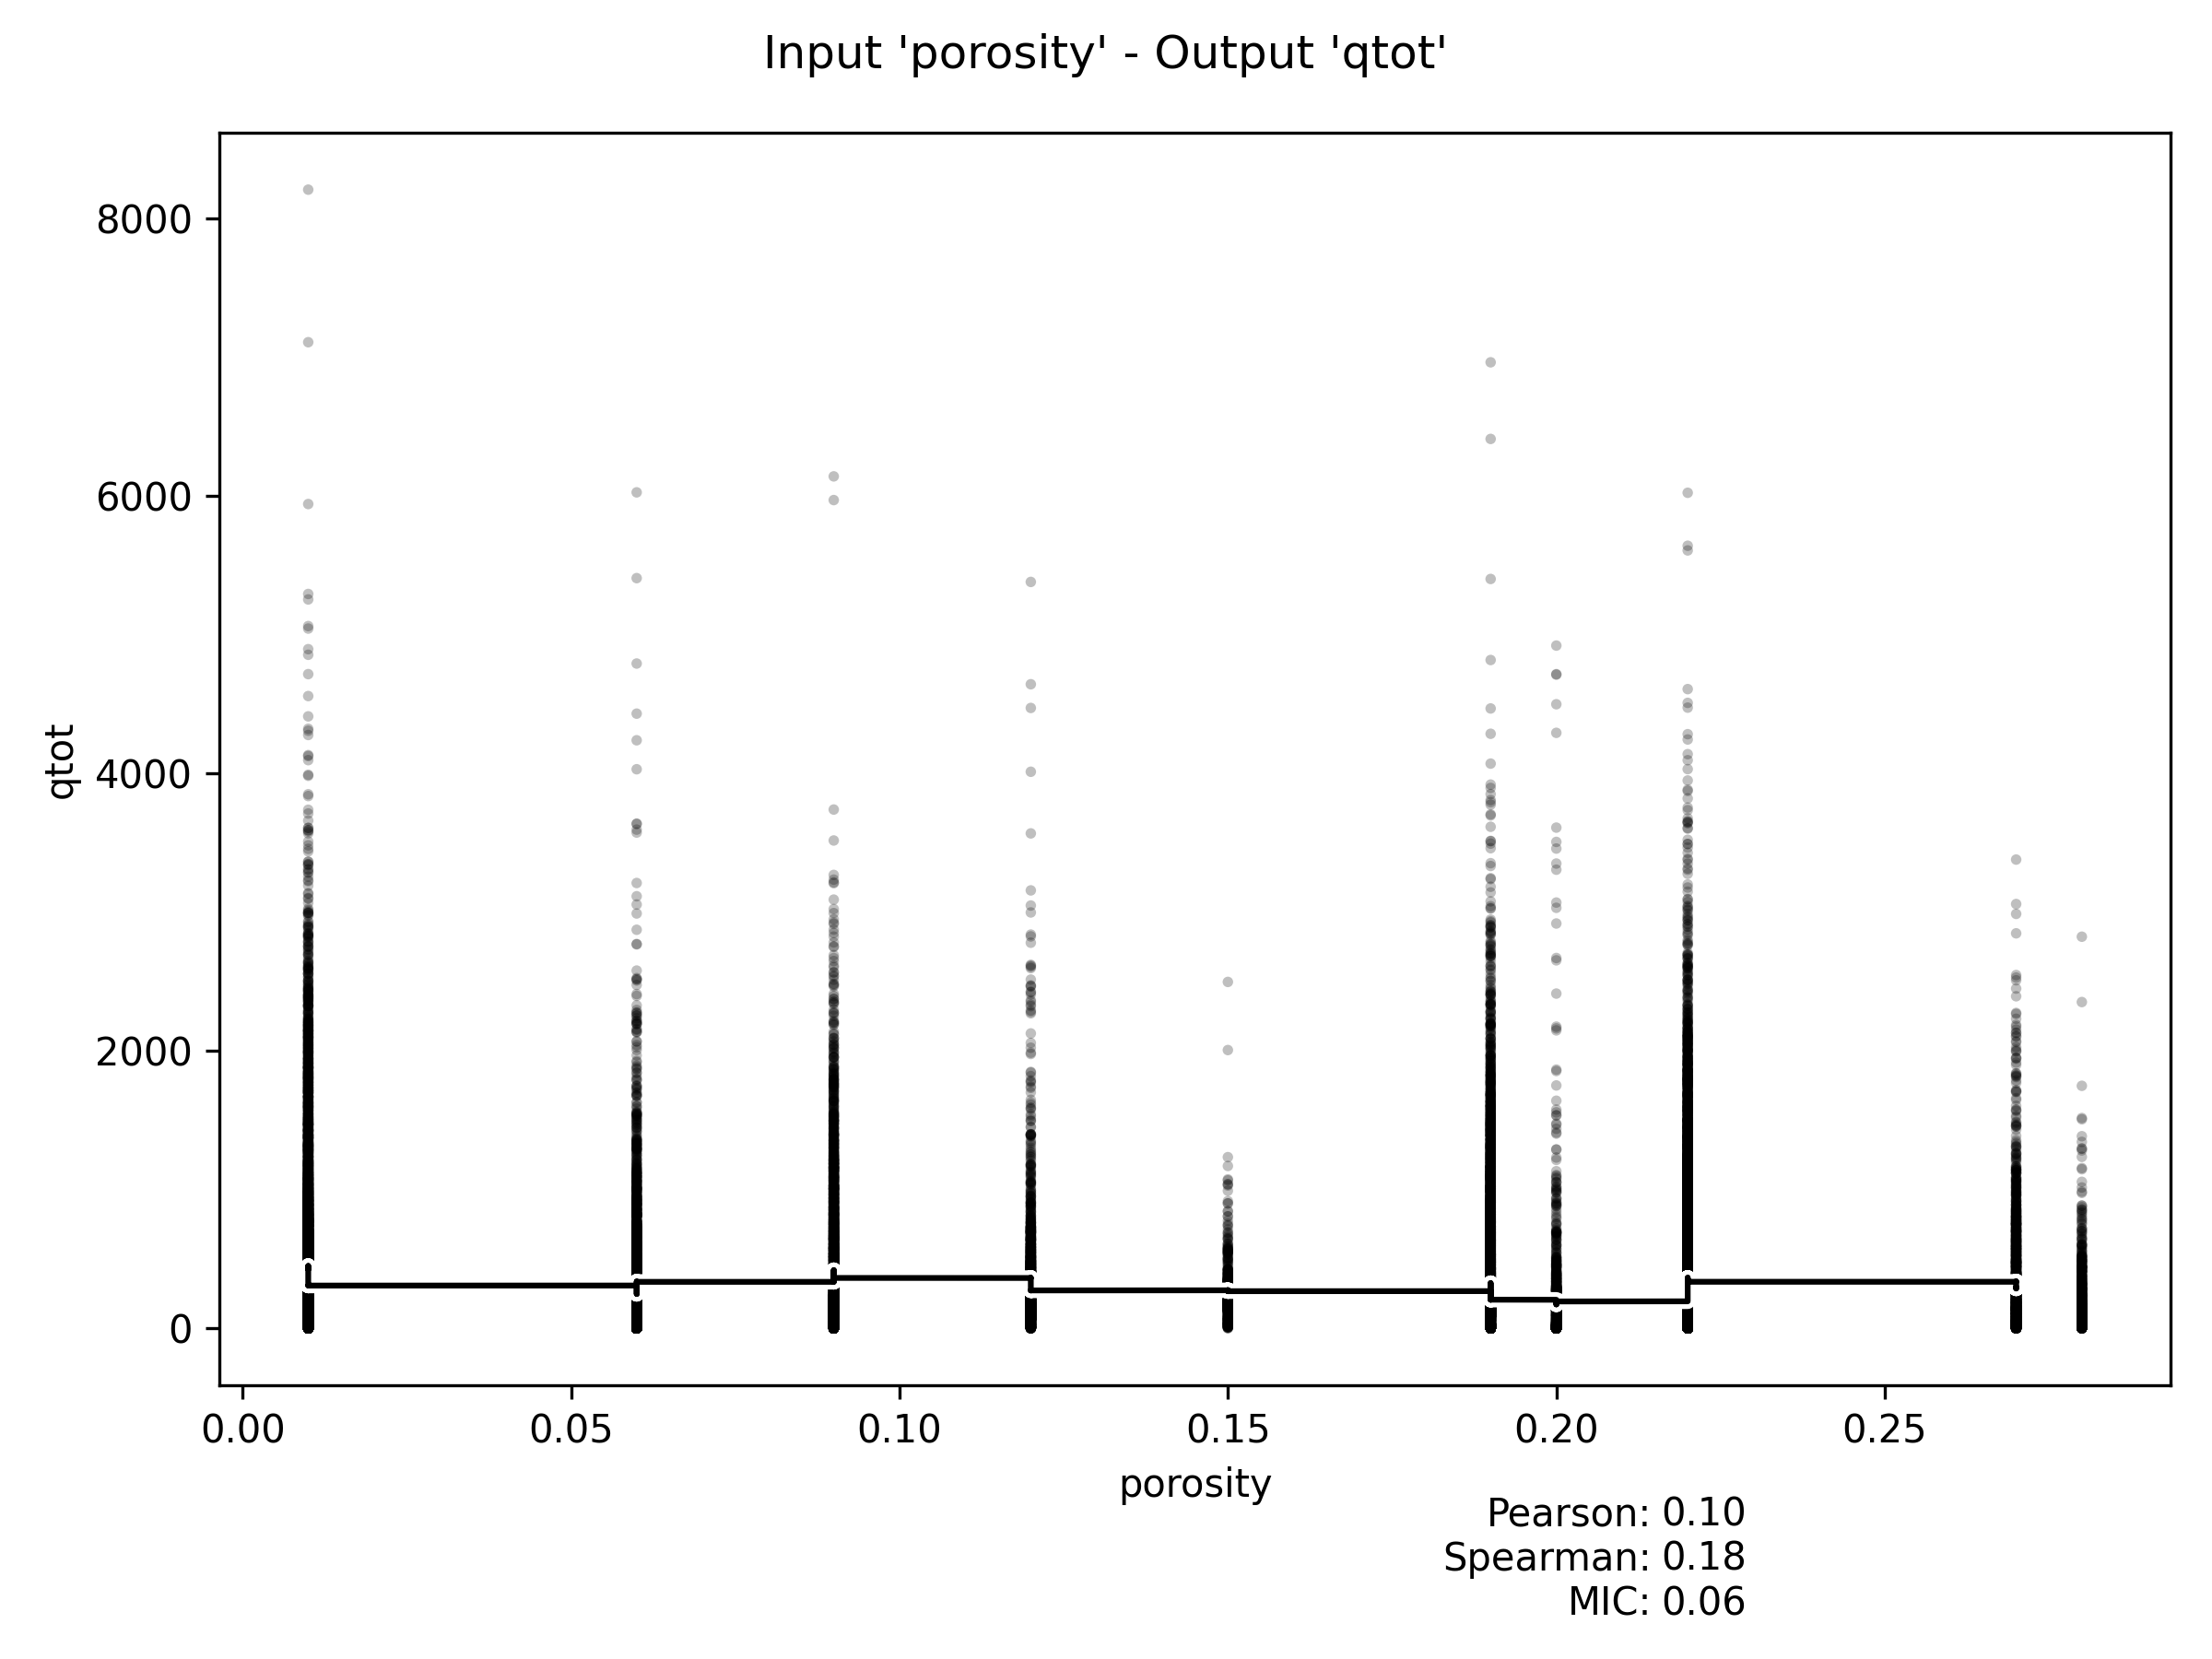 Input 'porosity' - Output 'qtot'
8000
6000
4000
2000
0
qtot
0.00 0.05 0.10 0.15 0.20 0.25
porosity
Pearson: 0.10
Spearman: 0.18
MIC: 0.06